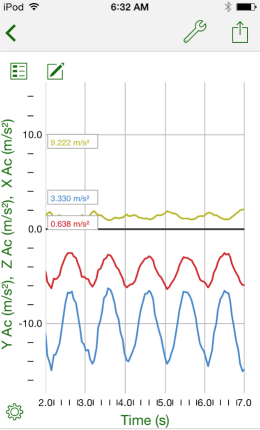 iPod 6:32 AM
10.0
9.222 m/s²
3.330 m/s²
0.638 m/s²
0.0
-10.0
Y Ac (m/s²), Z Ac (m/s²), X Ac (m/s²)
2.0 3.0 4.0 5.0 6.0 7.0
Time (s)